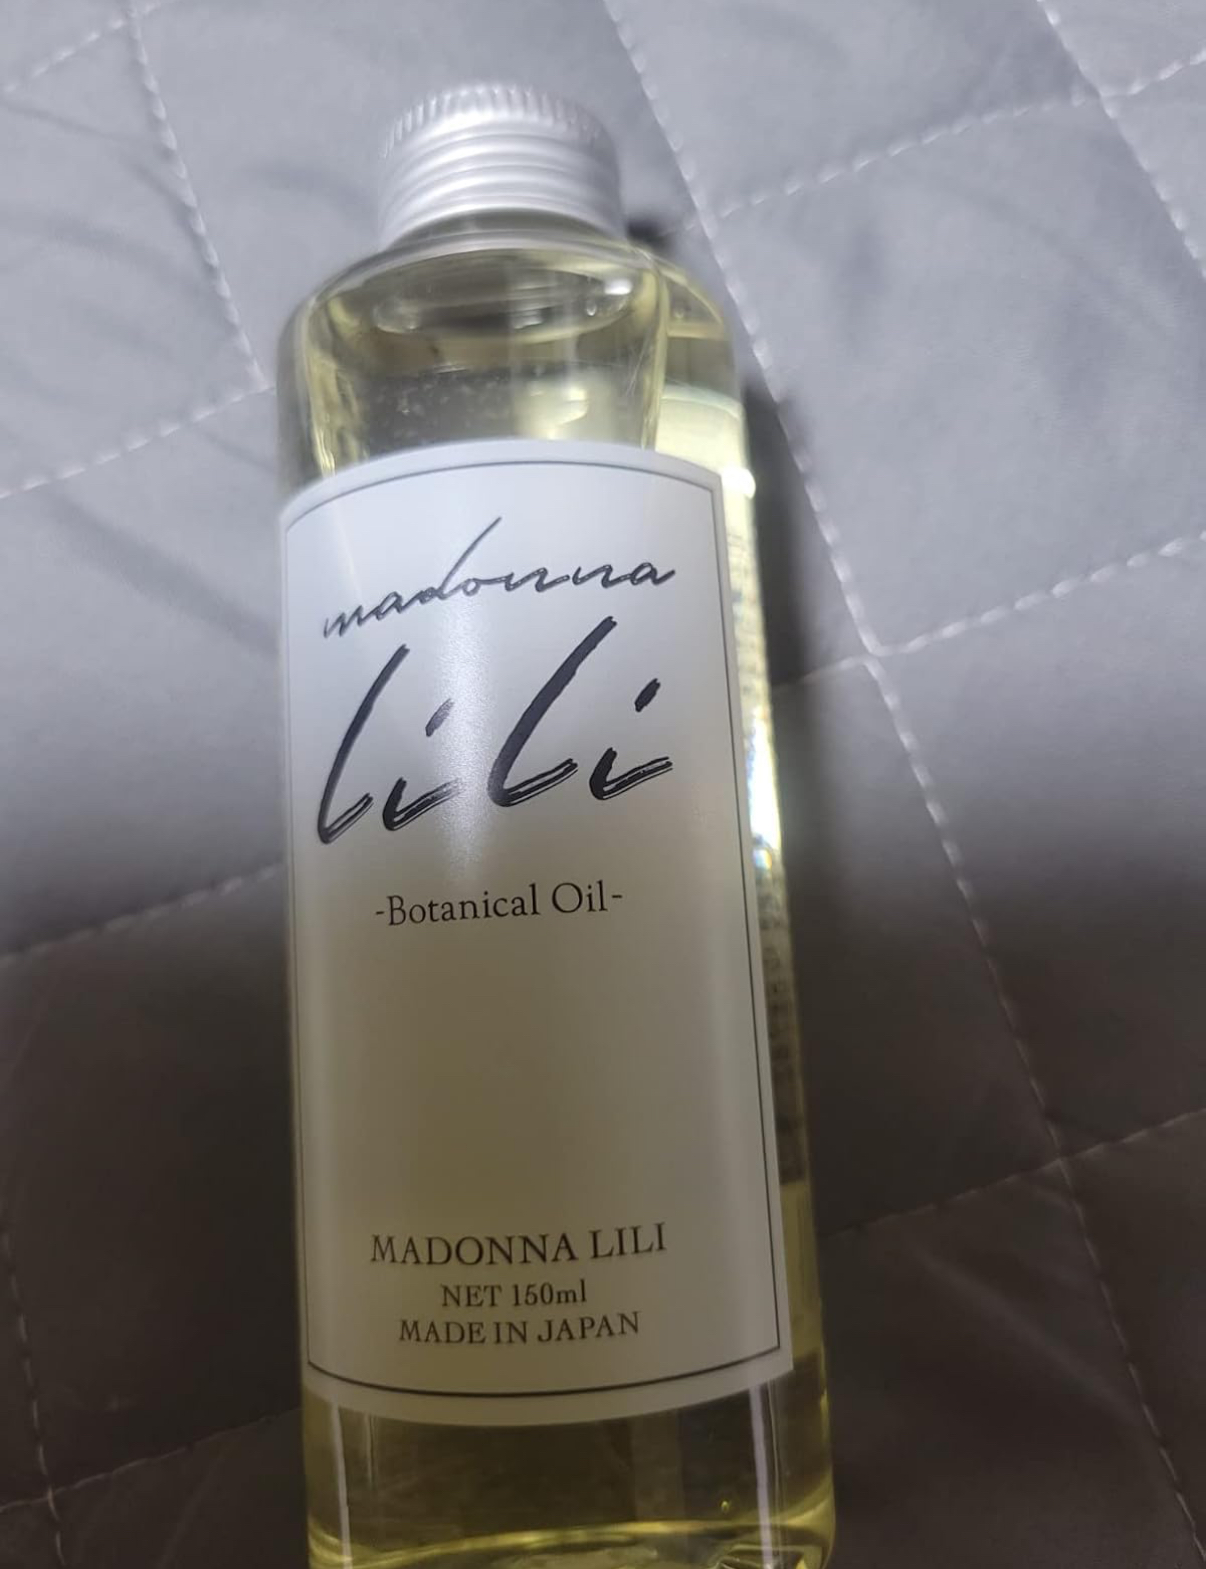 madonna
lili
-Botanical Oil-
MADONNA LILI
NET 150ml
MADE IN JAPAN